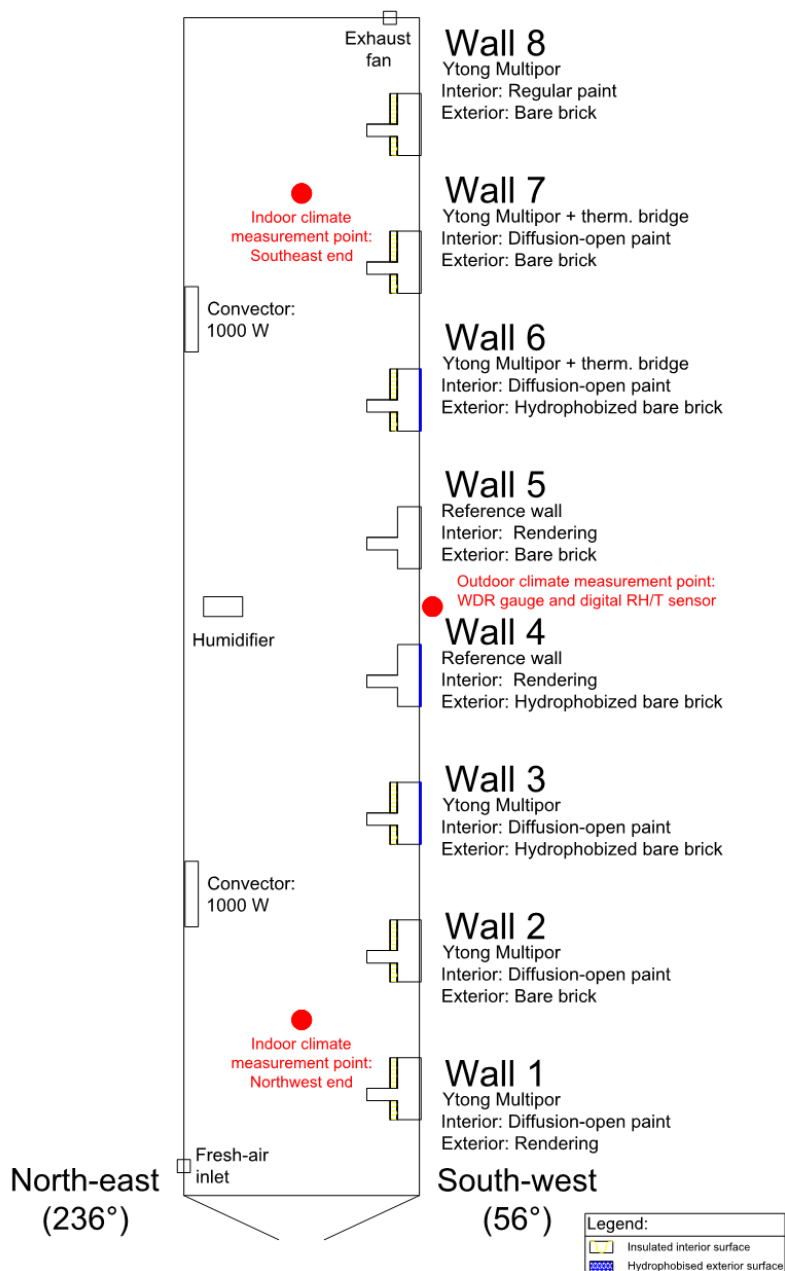 Exhaust
fan
Wall 8
Ytong Multipor
Interior: Regular paint
Exterior: Bare brick
Indoor climate
measurement point:
Southeast end
Wall 7
Ytong Multipor + therm. bridge
Interior: Diffusion-open paint
Exterior: Bare brick
Convector:
1000 W
Wall 6
Ytong Multipor + therm. bridge
Interior: Diffusion-open paint
Exterior: Hydrophobized bare brick
Wall 5
Reference wall
Interior: Rendering
Exterior: Bare brick
Outdoor climate measurement point:
WDR gauge and digital RH/T sensor
Humidifier
Wall 4
Reference wall
Interior: Rendering
Exterior: Hydrophobized bare brick
Wall 3
Ytong Multipor
Interior: Diffusion-open paint
Exterior: Hydrophobized bare brick
Convector:
1000 W
Wall 2
Ytong Multipor
Interior: Diffusion-open paint
Exterior: Bare brick
Indoor climate
measurement point:
Northwest end
Wall 1
Ytong Multipor
Interior: Diffusion-open paint
Exterior: Rendering
Fresh-air
inlet
North-east
(236°)
South-west
(56°)
Legend:
Insulated interior surface
Hydrophobised exterior surface